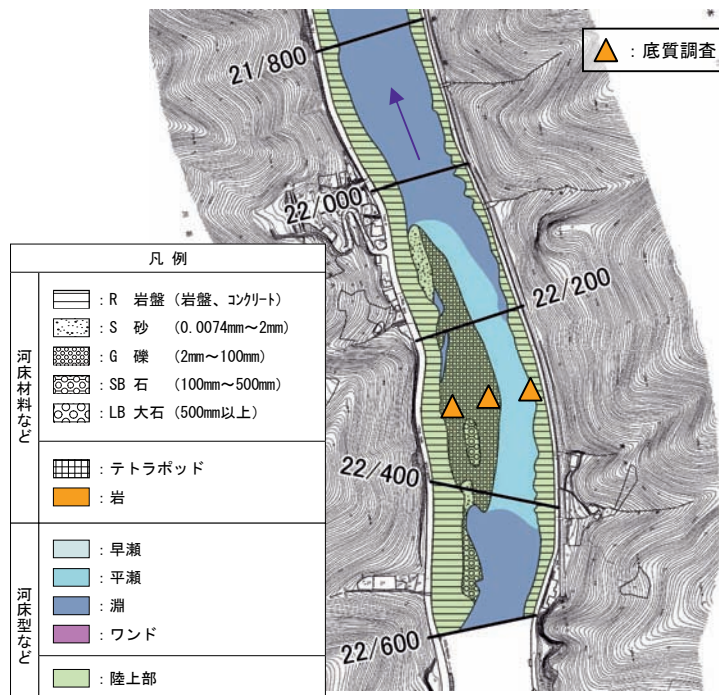 21/800
：底質調査
22/000
22/200
凡 例
河床材料など
：R 岩盤（岩盤、ｺﾝｸﾘｰﾄ）
：S 砂 （0.0074mm～2mm）
：G 礫 （2mm～100mm）
：SB 石 （100mm～500mm）
：LB 大石（500mm以上）
：テトラポッド
：岩
22/400
河床型など
：早瀬
：平瀬
：淵
：ワンド
：陸上部
22/600